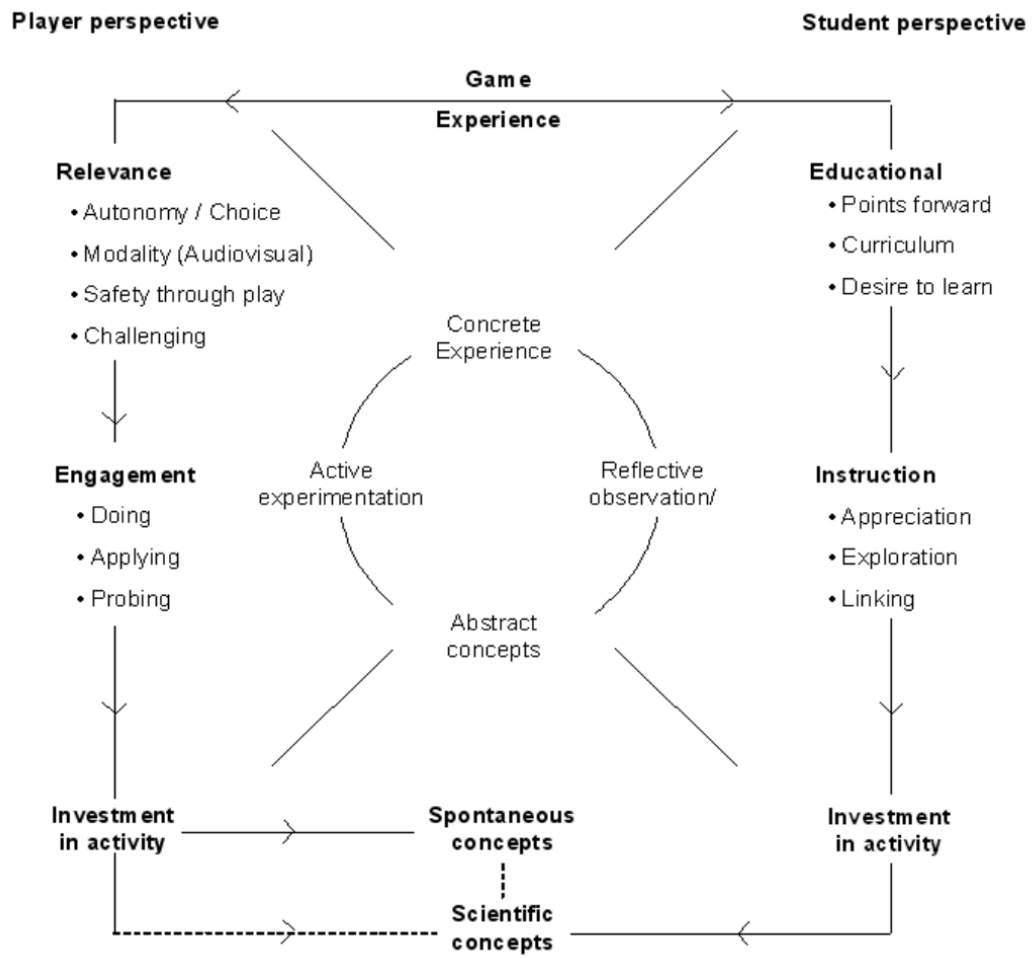 Player perspective
Student perspective
Game
Experience
Relevance
• Autonomy / Choice
• Modality (Audiovisual)
• Safety through play
• Challenging
Educational
• Points forward
• Curriculum
• Desire to learn
Concrete
Experience
Active
experimentation
Reflective
observation/
Abstract
concepts
Engagement
• Doing
• Applying
• Probing
Instruction
• Appreciation
• Exploration
• Linking
Investment
in activity
Spontaneous
concepts
Investment
in activity
Scientific
concepts